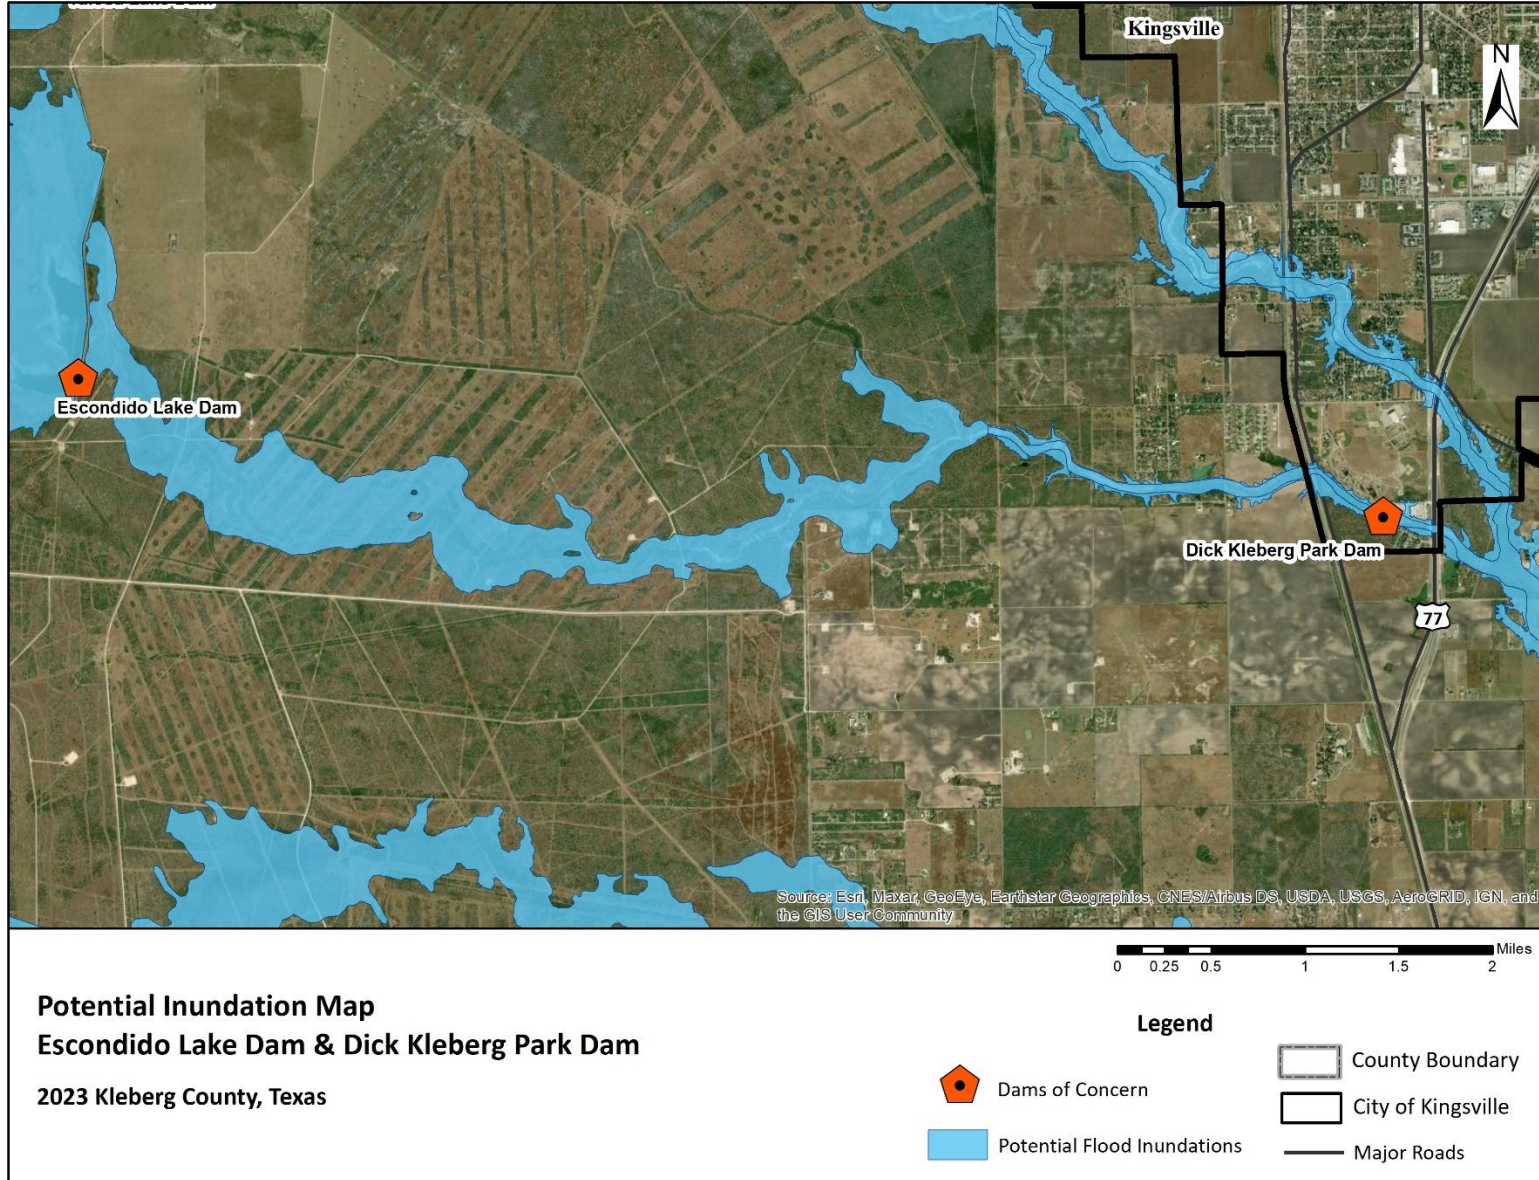 Kingsville
N
Escondido Lake Dam
Dick Kleberg Park Dam
77
Source: Esri, Maxar, GeoEye, Earthstar Geographics, CNES/Airbus DS, USDA, USGS, AeroGRID, IGN, and
the GIS User Community
Miles
0 0.25 0.5 1 1.5 2
Potential Inundation Map
Escondido Lake Dam & Dick Kleberg Park Dam
2023 Kleberg County, Texas
Legend
Dams of Concern
Potential Flood Inundations
County Boundary
City of Kingsville
Major Roads